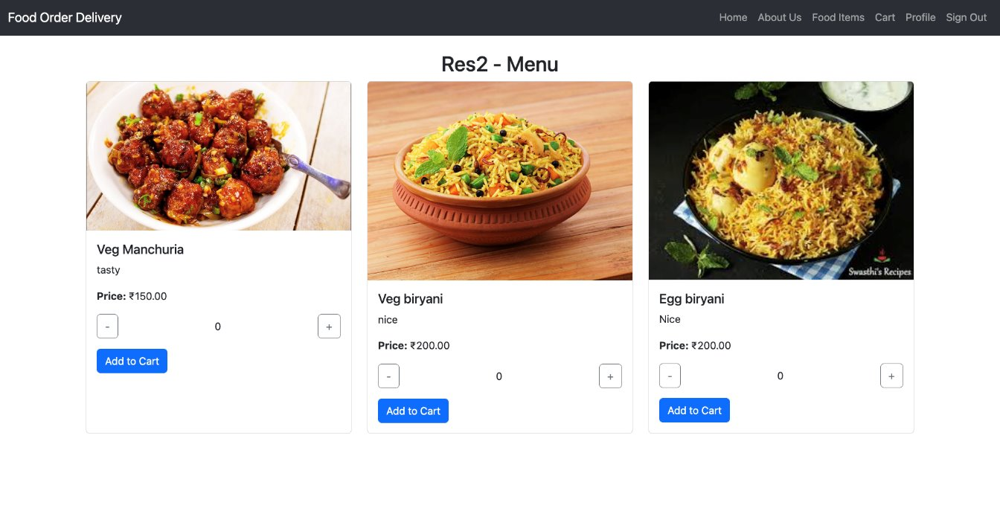 Food Order Delivery
Home About Us Food Items Cart Profile Sign Out
Res2 - Menu
Veg Manchuria
tasty
Price: ₹150.00
- 0 +
Add to Cart
Veg biryani
nice
Price: ₹200.00
- 0 +
Add to Cart
Swasthi's Recipes
Egg biryani
Nice
Price: ₹200.00
- 0 +
Add to Cart